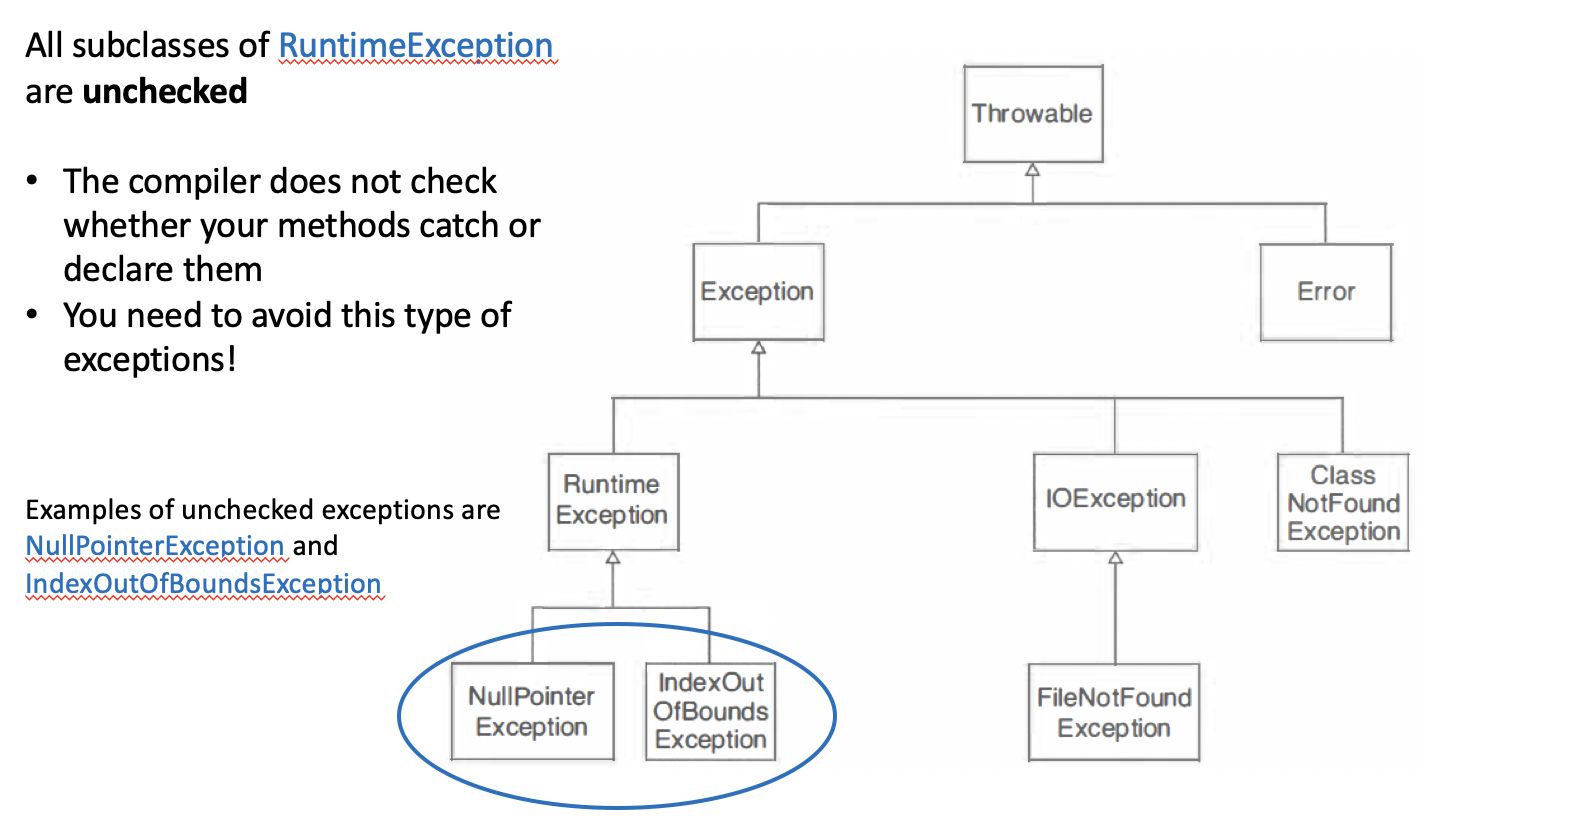 All subclasses of RuntimeException
are unchecked
• The compiler does not check
whether your methods catch or
declare them
• You need to avoid this type of
exceptions!
Examples of unchecked exceptions are
NullPointerException and
IndexOutOfBoundsException
Throwable
Exception
Error
Runtime
Exception
IOException
Class
NotFound
Exception
NullPointer
Exception
IndexOut
OfBounds
Exception
FileNotFound
Exception